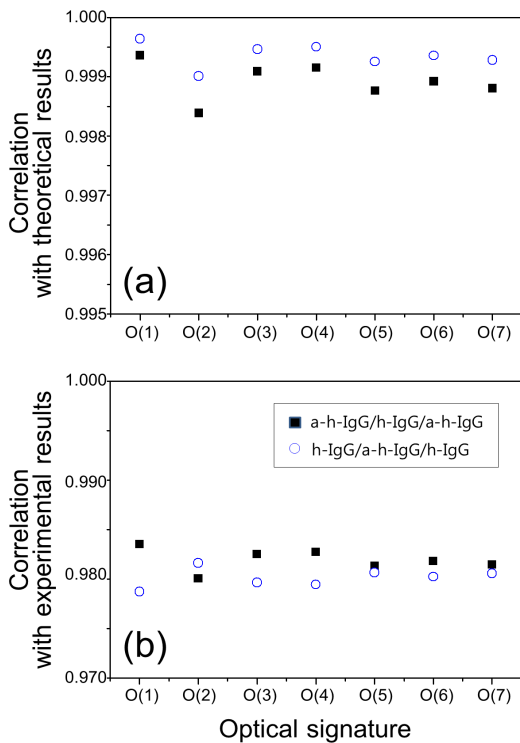 Correlation
with theoretical results
1.000
0.999
0.998
0.997
0.996
0.995
(a)
O(1) O(2) O(3) O(4) O(5) O(6) O(7)
Correlation
with experimental results
1.000
0.990
0.980
0.970
a-h-IgG/h-IgG/a-h-IgG
h-IgG/a-h-IgG/h-IgG
(b)
O(1) O(2) O(3) O(4) O(5) O(6) O(7)
Optical signature